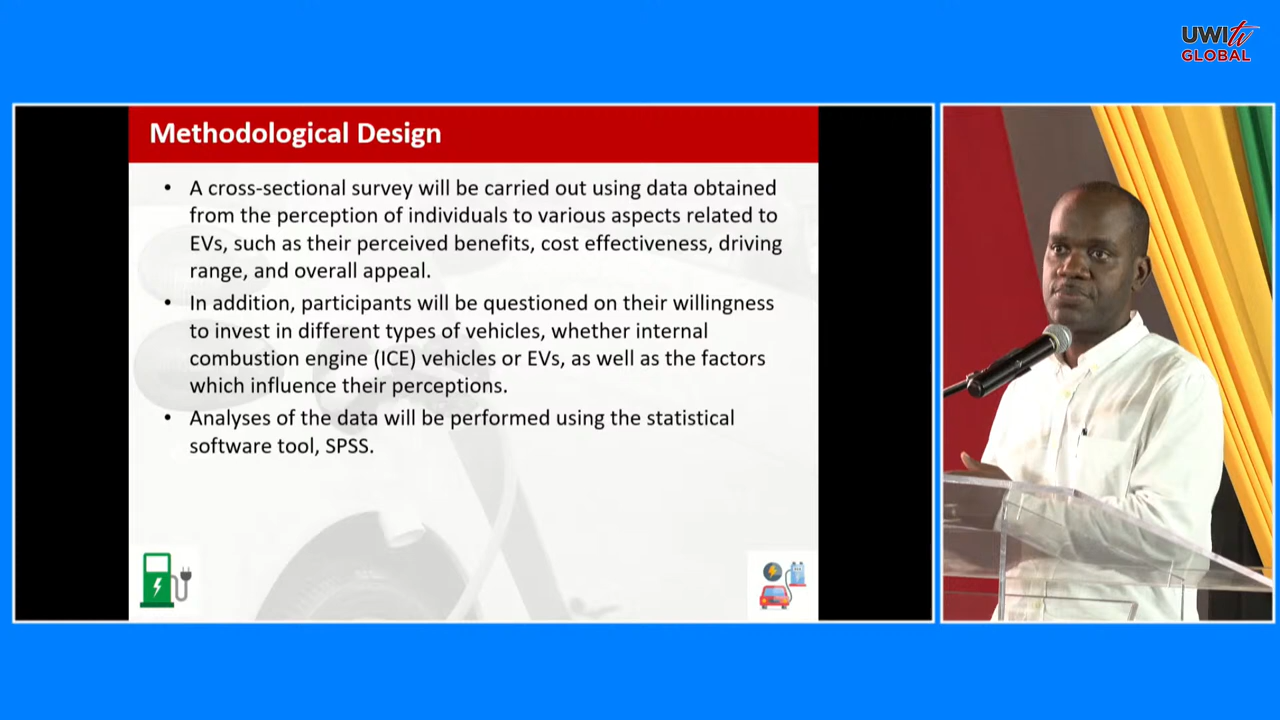 UWItv
GLOBAL
Methodological Design
• A cross-sectional survey will be carried out using data obtained
from the perception of individuals to various aspects related to
EVs, such as their perceived benefits, cost effectiveness, driving
range, and overall appeal.
• In addition, participants will be questioned on their willingness
to invest in different types of vehicles, whether internal
combustion engine (ICE) vehicles or EVs, as well as the factors
which influence their perceptions.
• Analyses of the data will be performed using the statistical
software tool, SPSS.